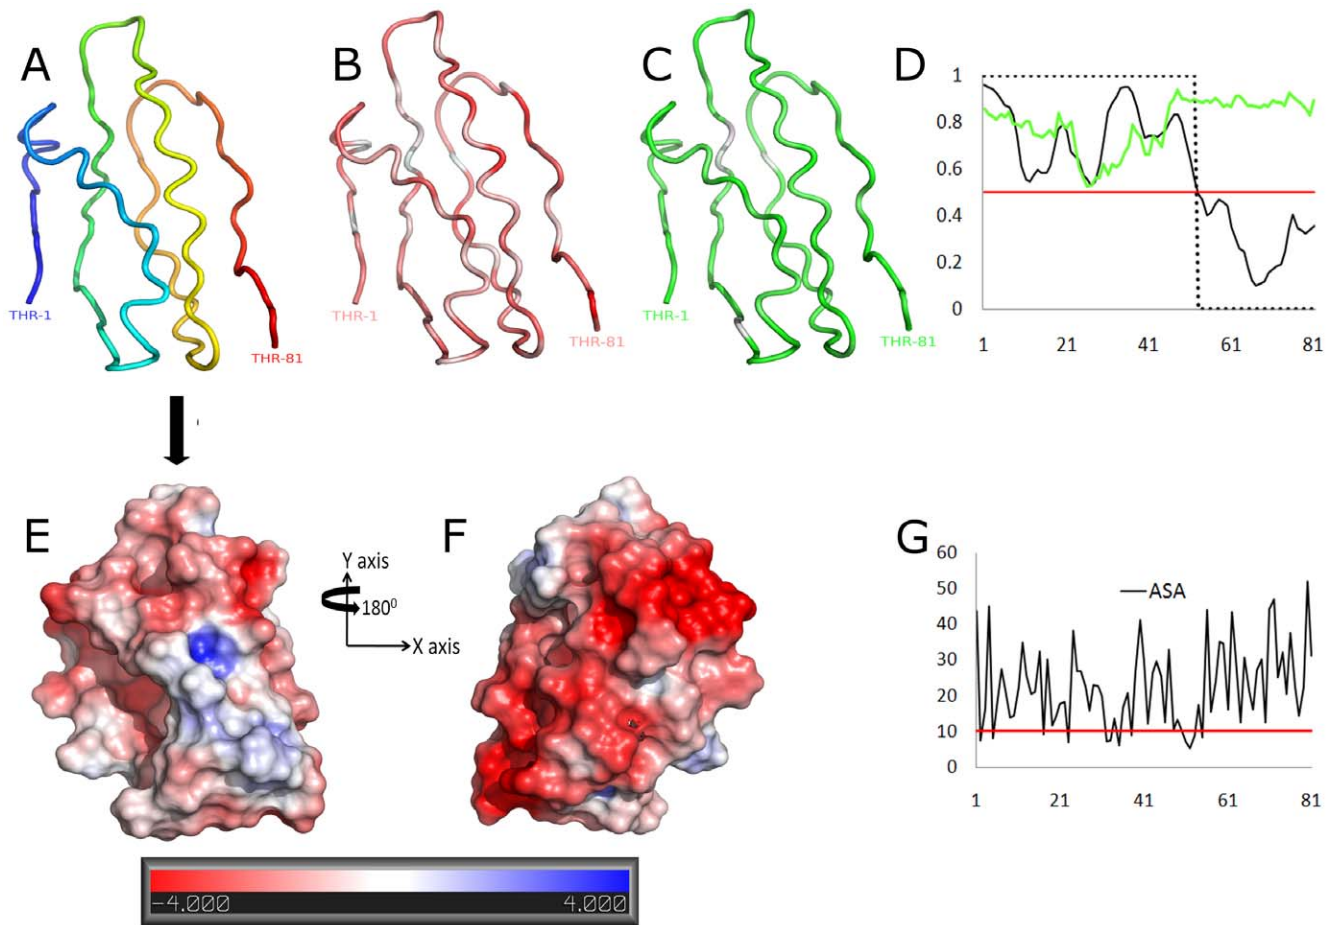 A
B
C
D
THR-1
THR-81
THR-1
THR-81
THR-1
THR-81
1
0.8
0.6
0.4
0.2
0
1 21 41 61 81
E
F
Y axis
180⁰
X axis
G
60
50
40
30
20
10
0
ASA
1 21 41 61 81
-4.000 4.000